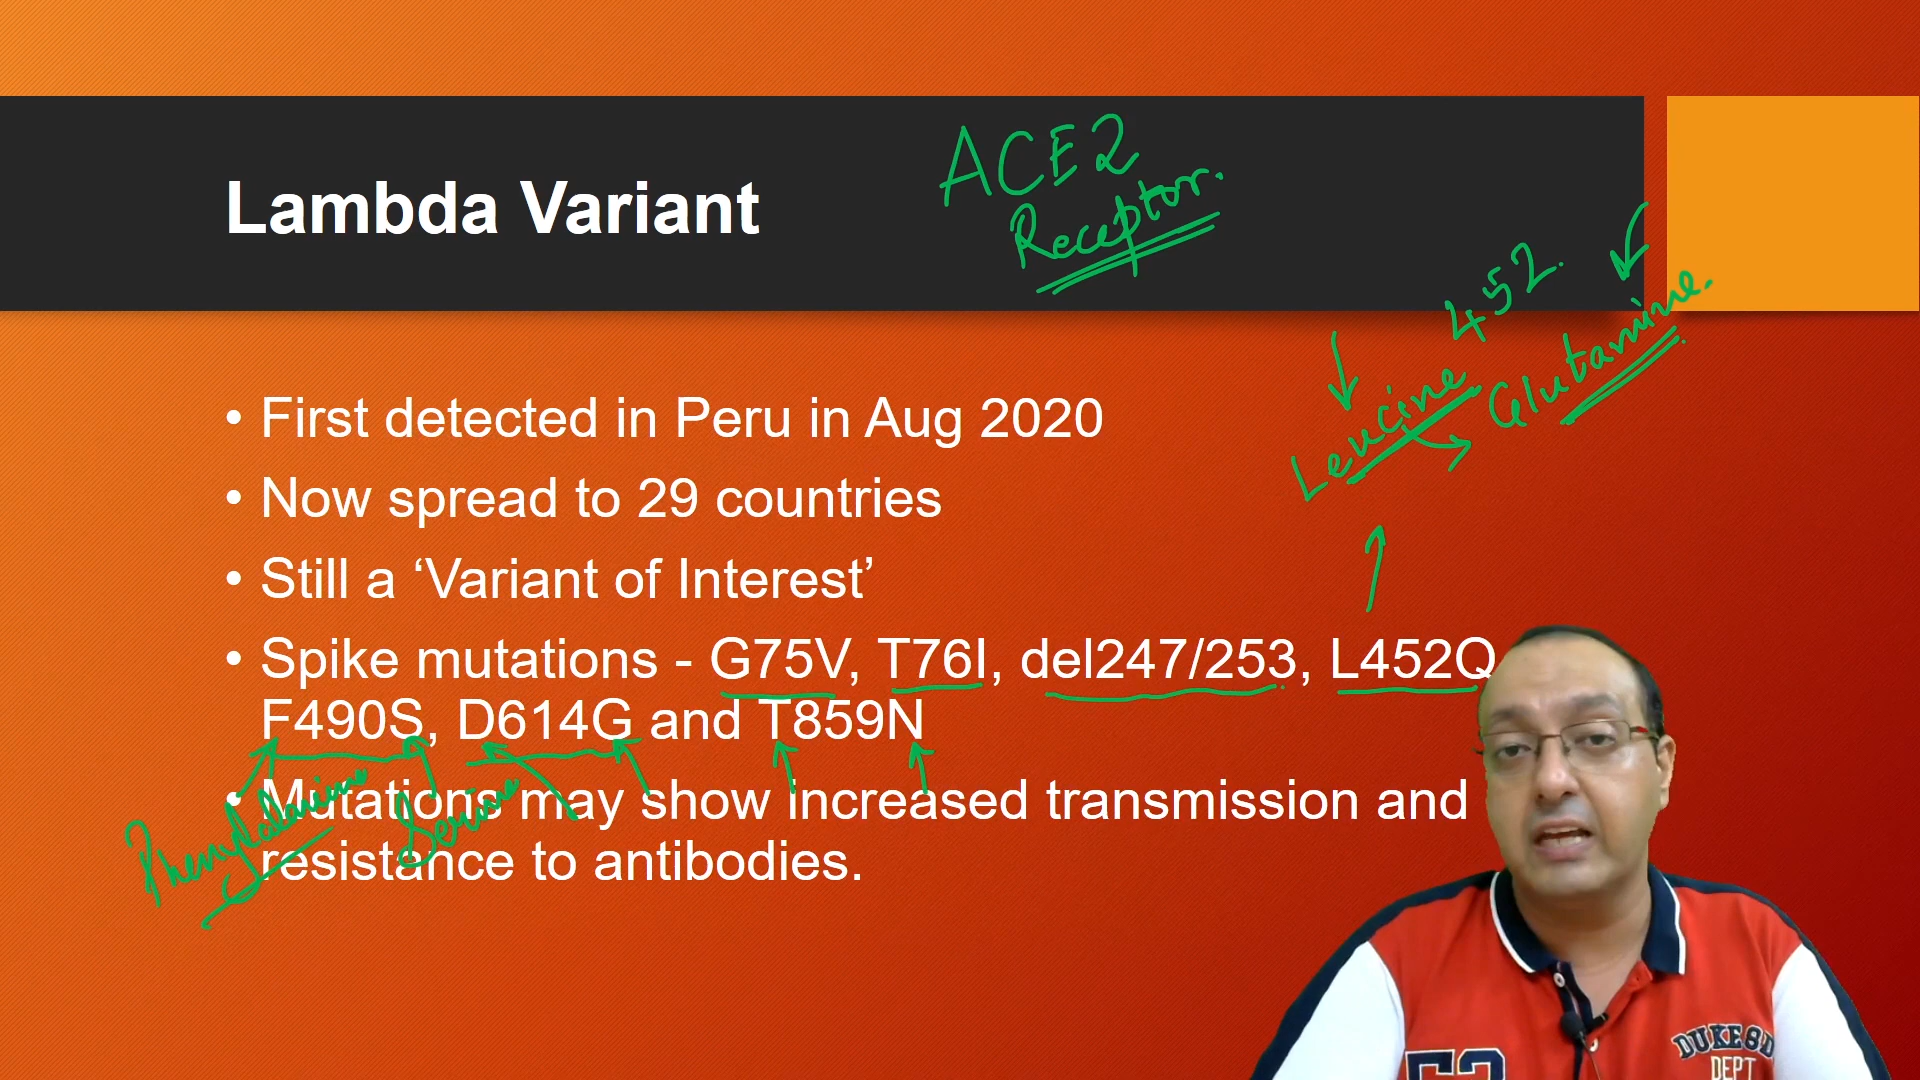 Lambda Variant
ACE2
Receptor.
Leucine 452.
Glutamine.
• First detected in Peru in Aug 2020
• Now spread to 29 countries
• Still a ‘Variant of Interest’
• Spike mutations - G75V, T76I, del247/253, L452Q
F490S, D614G and T859N
• Mutations may show increased transmission and
resistance to antibodies.
Phenylalanine
Serine
DUKES
DEPT